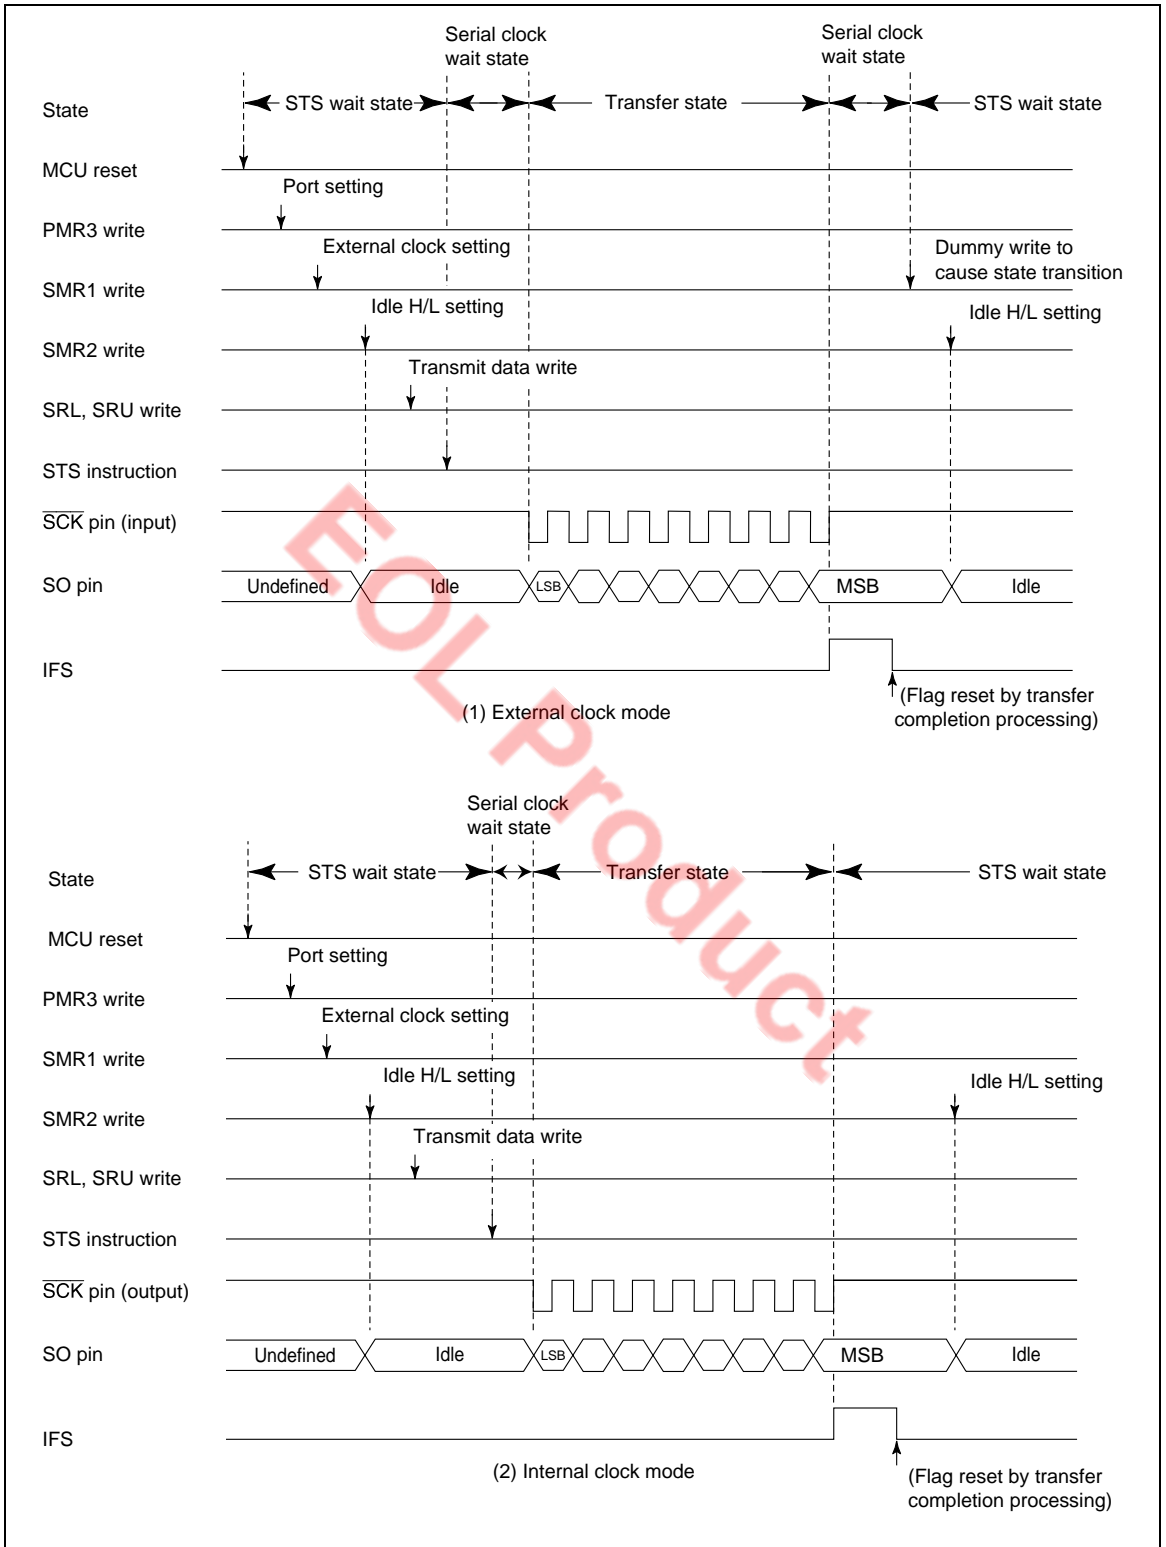 Serial clock
wait state
Serial clock
wait state
State
STS wait state
Transfer state
STS wait state
MCU reset
Port setting
PMR3 write
External clock setting
Dummy write to
cause state transition
SMR1 write
Idle H/L setting
Idle H/L setting
SMR2 write
Transmit data write
SRL, SRU write
STS instruction
SCK pin (input)
SO pin
Undefined
Idle
LSB
MSB
Idle
IFS
(Flag reset by transfer
completion processing)
(1) External clock mode
Serial clock
wait state
State
STS wait state
Transfer state
STS wait state
MCU reset
Port setting
PMR3 write
External clock setting
SMR1 write
Idle H/L setting
Idle H/L setting
SMR2 write
Transmit data write
SRL, SRU write
STS instruction
SCK pin (output)
SO pin
Undefined
Idle
LSB
MSB
Idle
IFS
(2) Internal clock mode
(Flag reset by transfer
completion processing)
EOL Product